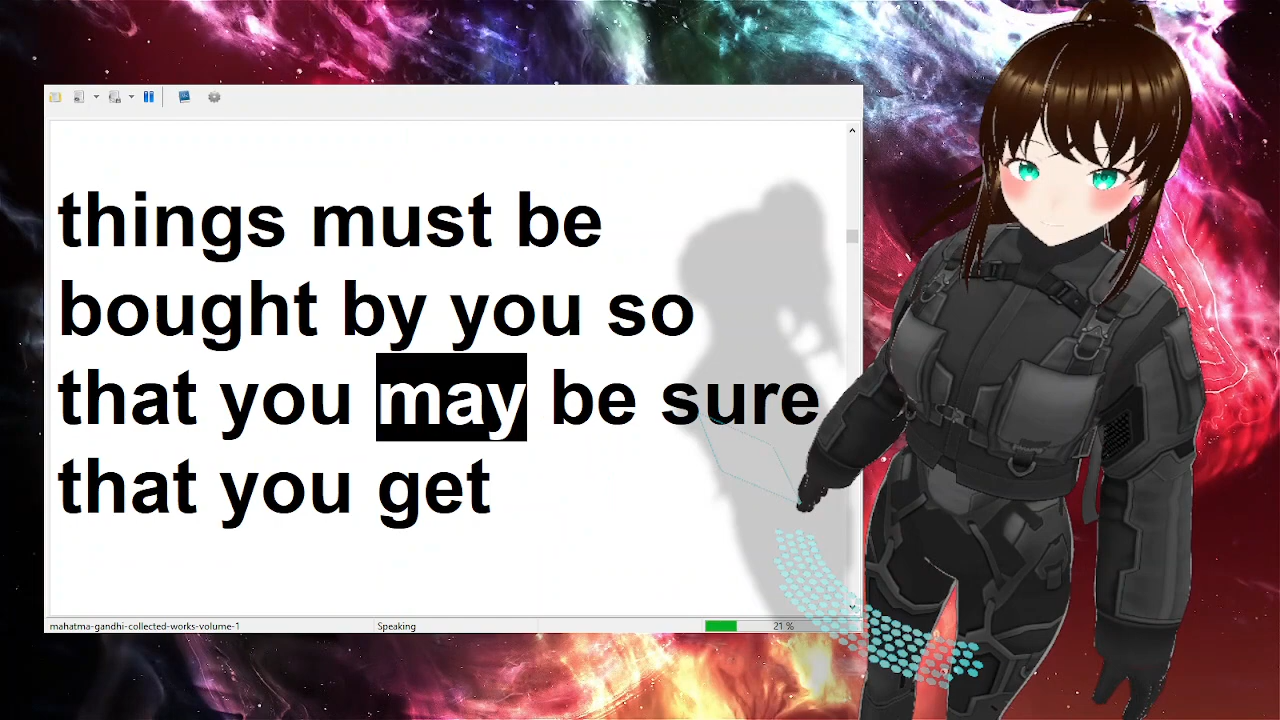 things must be
bought by you so
that you may be sure
that you get
mahatma-gandhi-collected-works-volume-1
Speaking
21 %